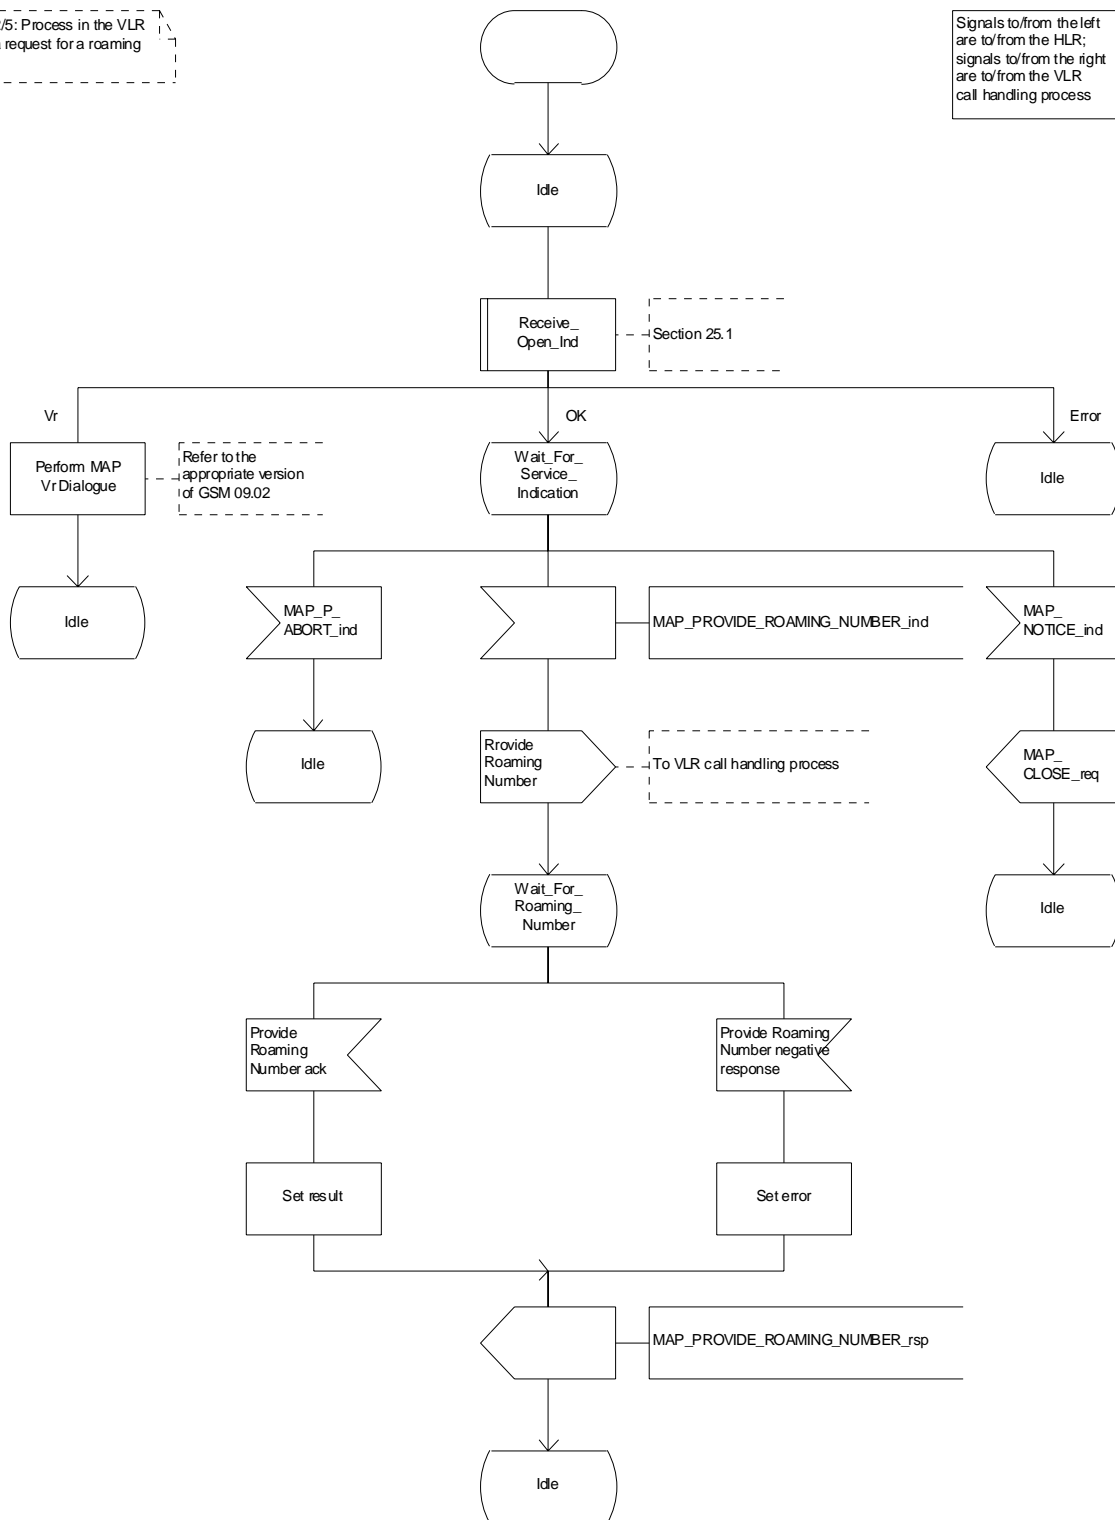 /5: Process in the VLR
request for a roaming
Signals to/from the left
are to/from the HLR;
signals to/from the right
are to/from the VLR
call handling process
Idle
Receive_
Open_Ind
Section 25.1
Vr
OK
Error
Perform MAP
Vr Dialogue
Refer to the
appropriate version
of GSM 09.02
Wait_For_
Service_
Indication
Idle
Idle
MAP_P_
ABORT_ind
MAP_PROVIDE_ROAMING_NUMBER_ind
MAP_
NOTICE_ind
Idle
Rrovide
Roaming
Number
To VLR call handling process
MAP_
CLOSE_req
Wait_For_
Roaming_
Number
Idle
Provide
Roaming
Number ack
Provide Roaming
Number negative
response
Set result
Set error
MAP_PROVIDE_ROAMING_NUMBER_rsp
Idle